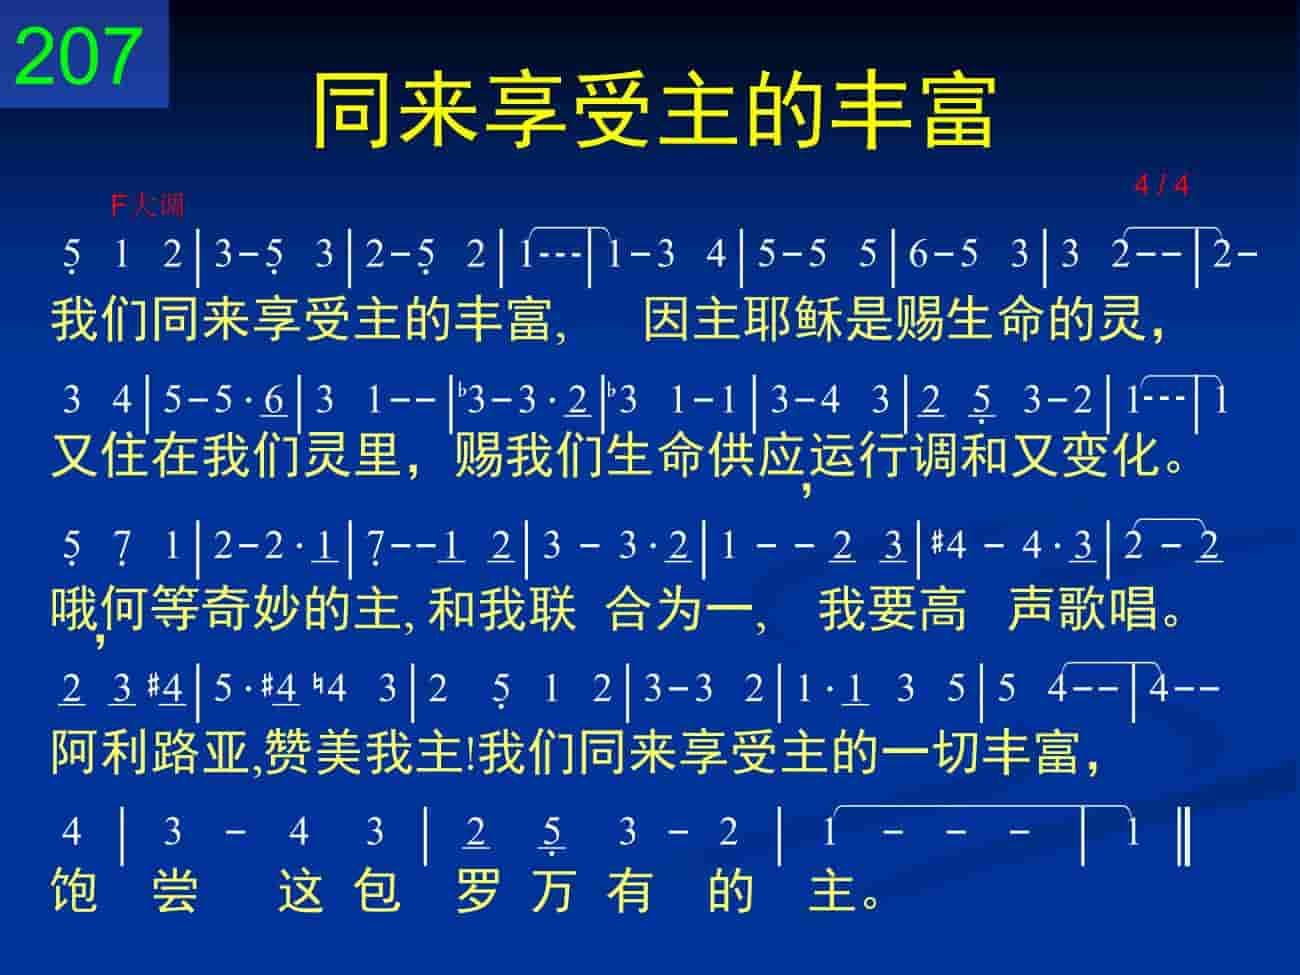 207
同来享受主的丰富
F大调
4 / 4
5̣ 1 2 | 3 – 5̣ 3 | 2 – 5̣ 2 | 1 - - - | 1 – 3 4 | 5 – 5 5 | 6 – 5 3 | 3 2 – – | 2 –
我们同来享受主的丰富, 因主耶稣是赐生命的灵，
3 4 | 5 – 5 · 6̲ | 3 1 – – | ♭3 – 3 · 2̲ | ♭3 1 – 1 | 3 – 4 3 | 2̲ 5̣̲ 3 – 2 | 1 - - - | 1
又住在我们灵里，赐我们生命供应,运行调和又变化。
5̣ 7̣ 1 | 2 – 2 · 1̲ | 7̣ – – 1̲ 2̲ | 3 – 3 · 2̲ | 1 – – 2̲ 3̲ | ♯4 – 4 · 3̲ | 2 – 2̲
哦,何等奇妙的主, 和我联 合为一, 我要高 声歌唱。
2̲ 3̲ ♯4̲ | 5 · ♯4̲ ♮4 3 | 2 5̣ 1 2 | 3 – 3 2 | 1 · 1̲ 3 5 | 5 4 – – | 4 – –
阿利路亚,赞美我主!我们同来享受主的一切丰富，
4 | 3 – 4 3 | 2̲ 5̣̲ 3 – 2 | 1 – – – | 1 ‖
饱 尝 这 包 罗 万 有 的 主。